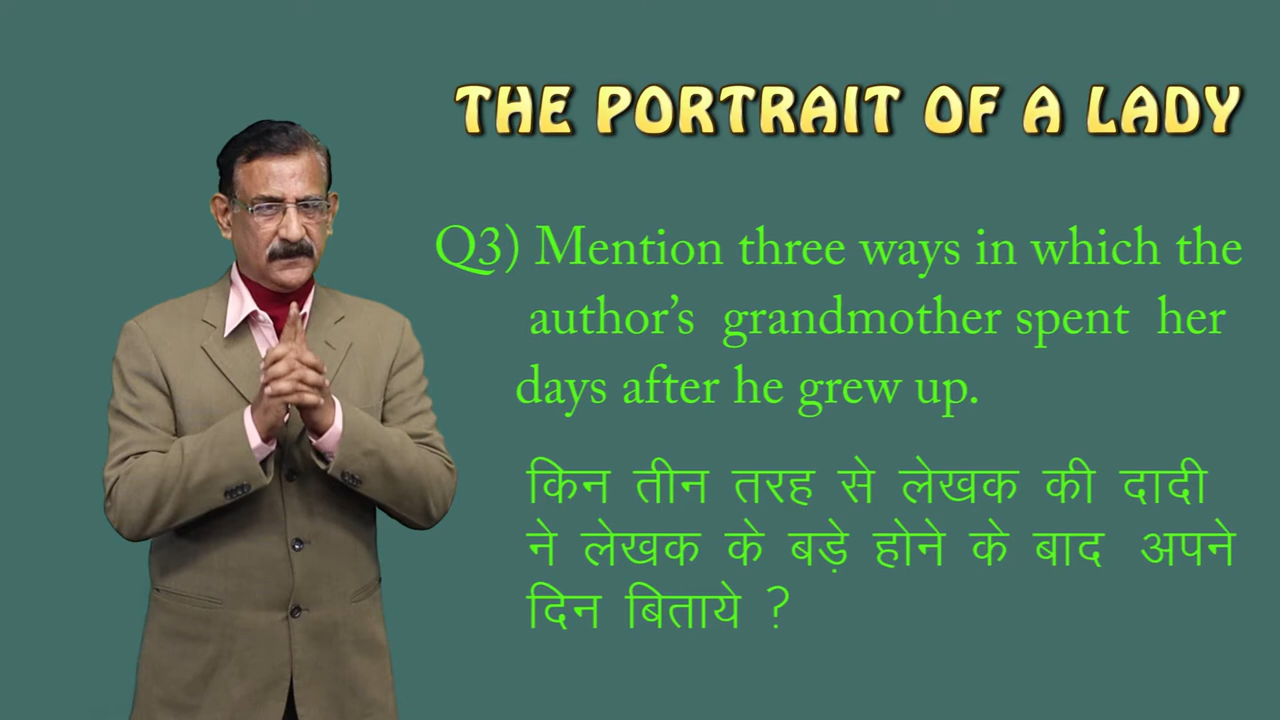 THE PORTRAIT OF A LADY
Q3) Mention three ways in which the
author’s grandmother spent her
days after he grew up.
किन तीन तरह से लेखक की दादी
ने लेखक के बड़े होने के बाद अपने
दिन बिताये ?